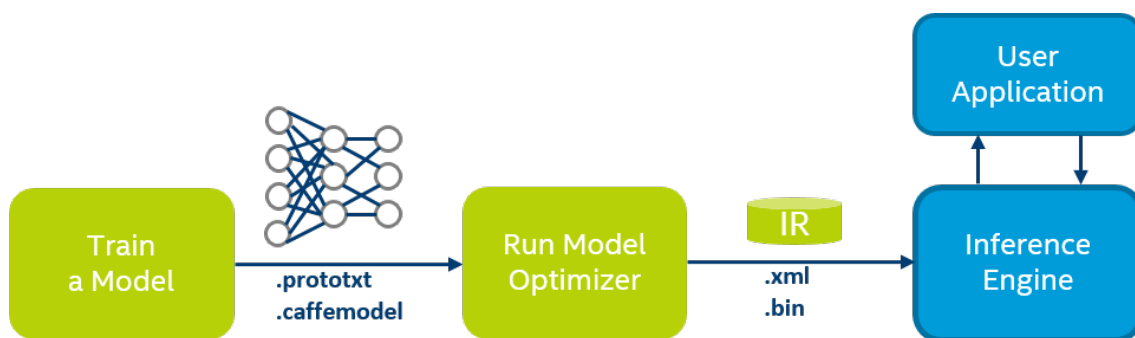 User
Application
Train
a Model
.prototxt
.caffemodel
Run Model
Optimizer
IR
.xml
.bin
Inference
Engine